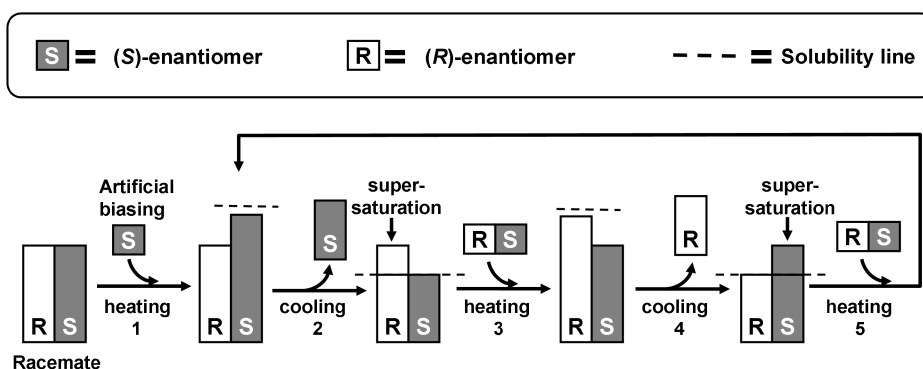 S = (S)-enantiomer
R = (R)-enantiomer
= Solubility line
Artificial
biasing
S
super-
saturation
S
R S
R
super-
saturation
R S
R S
R S
R S
R S
R S
heating
1
cooling
2
heating
3
cooling
4
heating
5
Racemate